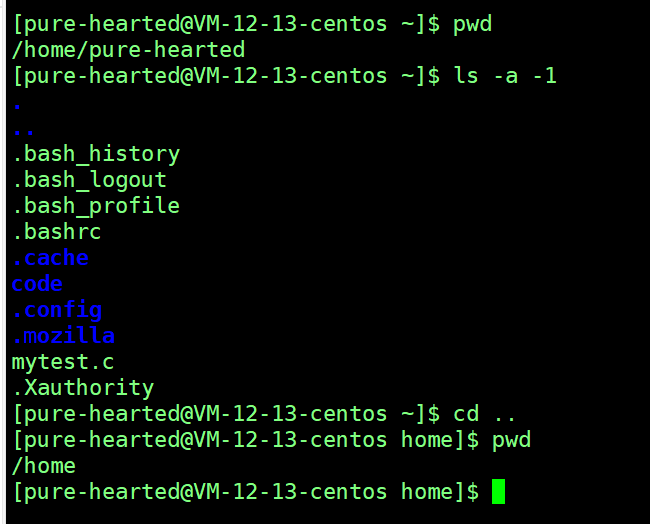 [pure-hearted@VM-12-13-centos ~]$ pwd
/home/pure-hearted
[pure-hearted@VM-12-13-centos ~]$ ls -a -1
.
..
.bash_history
.bash_logout
.bash_profile
.bashrc
.cache
code
.config
.mozilla
mytest.c
.Xauthority
[pure-hearted@VM-12-13-centos ~]$ cd ..
[pure-hearted@VM-12-13-centos home]$ pwd
/home
[pure-hearted@VM-12-13-centos home]$